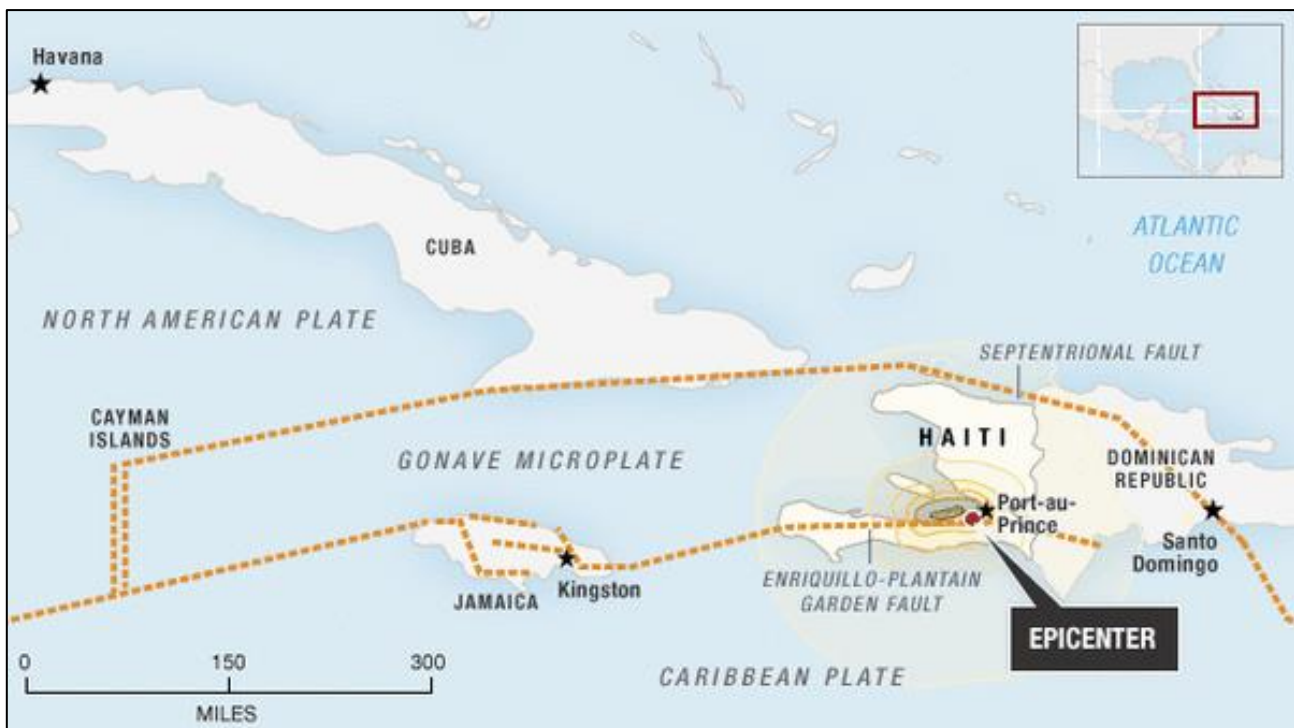 Havana
CUBA
ATLANTIC
OCEAN
NORTH AMERICAN PLATE
SEPTENTRIONAL FAULT
CAYMAN
ISLANDS
HAITI
GONAVE MICROPLATE
DOMINICAN
REPUBLIC
Port-au-
Prince
Santo
Domingo
Kingston
JAMAICA
ENRIQUILLO-PLANTAIN
GARDEN FAULT
EPICENTER
CARIBBEAN PLATE
0 150 300
MILES